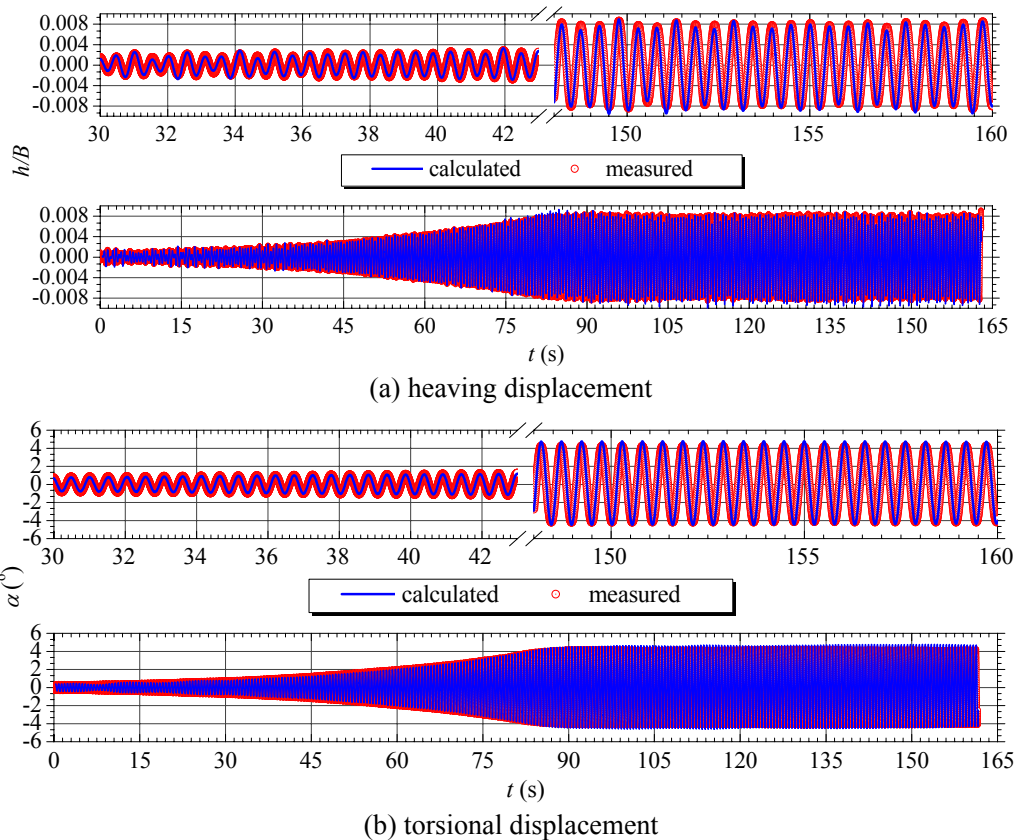 0.008
0.004
0.000
-0.004
-0.008
30 32 34 36 38 40 42 150 155 160
h/B
calculated measured
0.008
0.004
0.000
-0.004
-0.008
0 15 30 45 60 75 90 105 120 135 150 165
t (s)
(a) heaving displacement
6
4
2
0
-2
-4
-6
30 32 34 36 38 40 42 150 155 160
α (°)
calculated measured
6
4
2
0
-2
-4
-6
0 15 30 45 60 75 90 105 120 135 150 165
t (s)
(b) torsional displacement